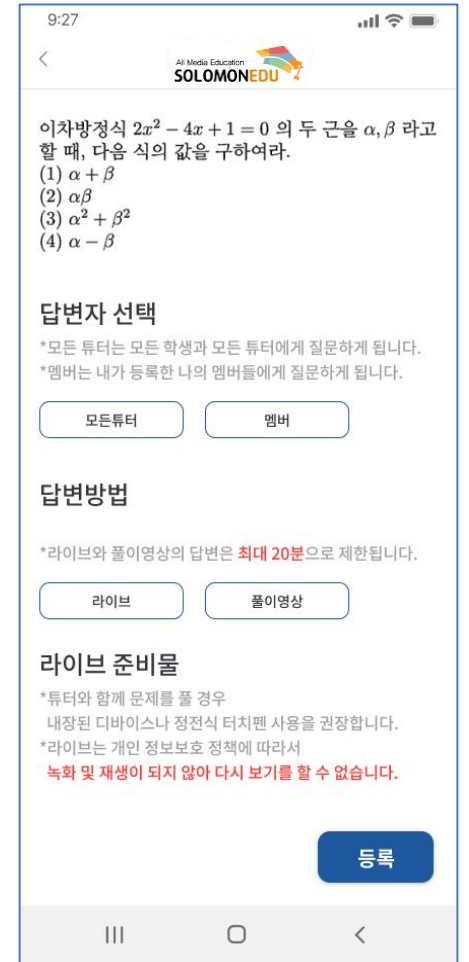 9:27
All Media Education
SOLOMONEDU
이차방정식 2x² − 4x + 1 = 0 의 두 근을 α, β 라고
할 때, 다음 식의 값을 구하여라.
(1) α + β
(2) αβ
(3) α² + β²
(4) α − β
답변자 선택
*모든 튜터는 모든 학생과 모든 튜터에게 질문하게 됩니다.
*멤버는 내가 등록한 나의 멤버들에게 질문하게 됩니다.
모든튜터 멤버
답변방법
*라이브와 풀이영상의 답변은 최대 20분으로 제한됩니다.
라이브 풀이영상
라이브 준비물
*튜터와 함께 문제를 풀 경우
내장된 디바이스나 정전식 터치펜 사용을 권장합니다.
*라이브는 개인 정보보호 정책에 따라서
녹화 및 재생이 되지 않아 다시 보기를 할 수 없습니다.
등록